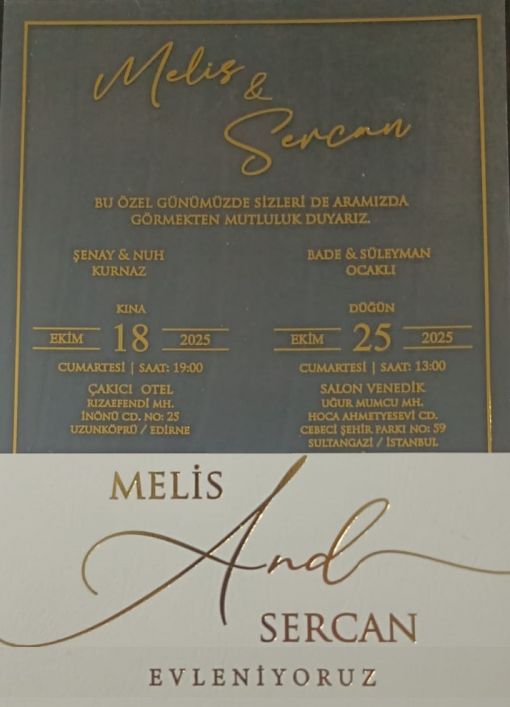 Melis
&
Sercan
BU ÖZEL GÜNÜMÜZDE SİZLERİ DE ARAMIZDA
GÖRMEKTEN MUTLULUK DUYARIZ.
ŞENAY & NUH
KURNAZ
BADE & SÜLEYMAN
OCAKLI
KINA
EKİM 18 2025
CUMARTESİ | SAAT: 19:00
ÇAKICI OTEL
RIZAEFENDİ MH.
İNÖNÜ CD. NO: 25
UZUNKÖPRÜ / EDİRNE
DÜĞÜN
EKİM 25 2025
CUMARTESİ | SAAT: 13:00
SALON VENEDİK
UĞUR MUMCU MH.
HOCA AHMETYESEVİ CD.
CEBECİ ŞEHİR PARKI NO: 59
SULTANGAZİ / İSTANBUL
MELİS
And
SERCAN
EVLENİYORUZ